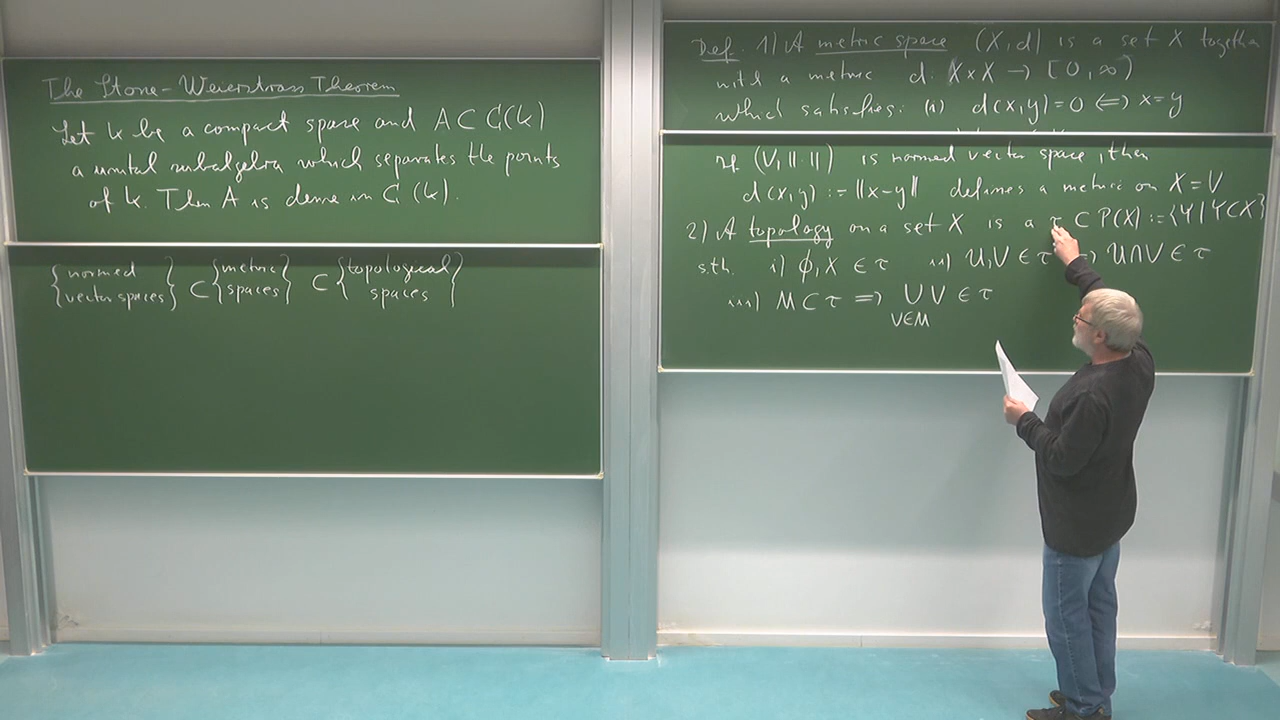 The Stone-Weierstrass Theorem
Let K be a compact space and A ⊂ C(K)
a unital subalgebra which separates the points
of K. Then A is dense in C(K).
{normed vector spaces} ⊂ {metric spaces} ⊂ {topological spaces}
Def. 1) A metric space (X,d) is a set X together
with a metric d: X×X → [0,∞)
which satisfies: (i) d(x,y)=0 ⟺ x=y
If (V,||·||) is normed vector space, then
d(x,y) := ||x-y|| defines a metric on X=V
2) A topology on a set X is a τ ⊂ P(X) := {Y | Y⊂X}
sth. i) φ,X ∈ τ ii) U,V ∈ τ ⇒ U∩V ∈ τ
iii) M ⊂ τ ⇒ ∪ V ∈ τ
V∈M